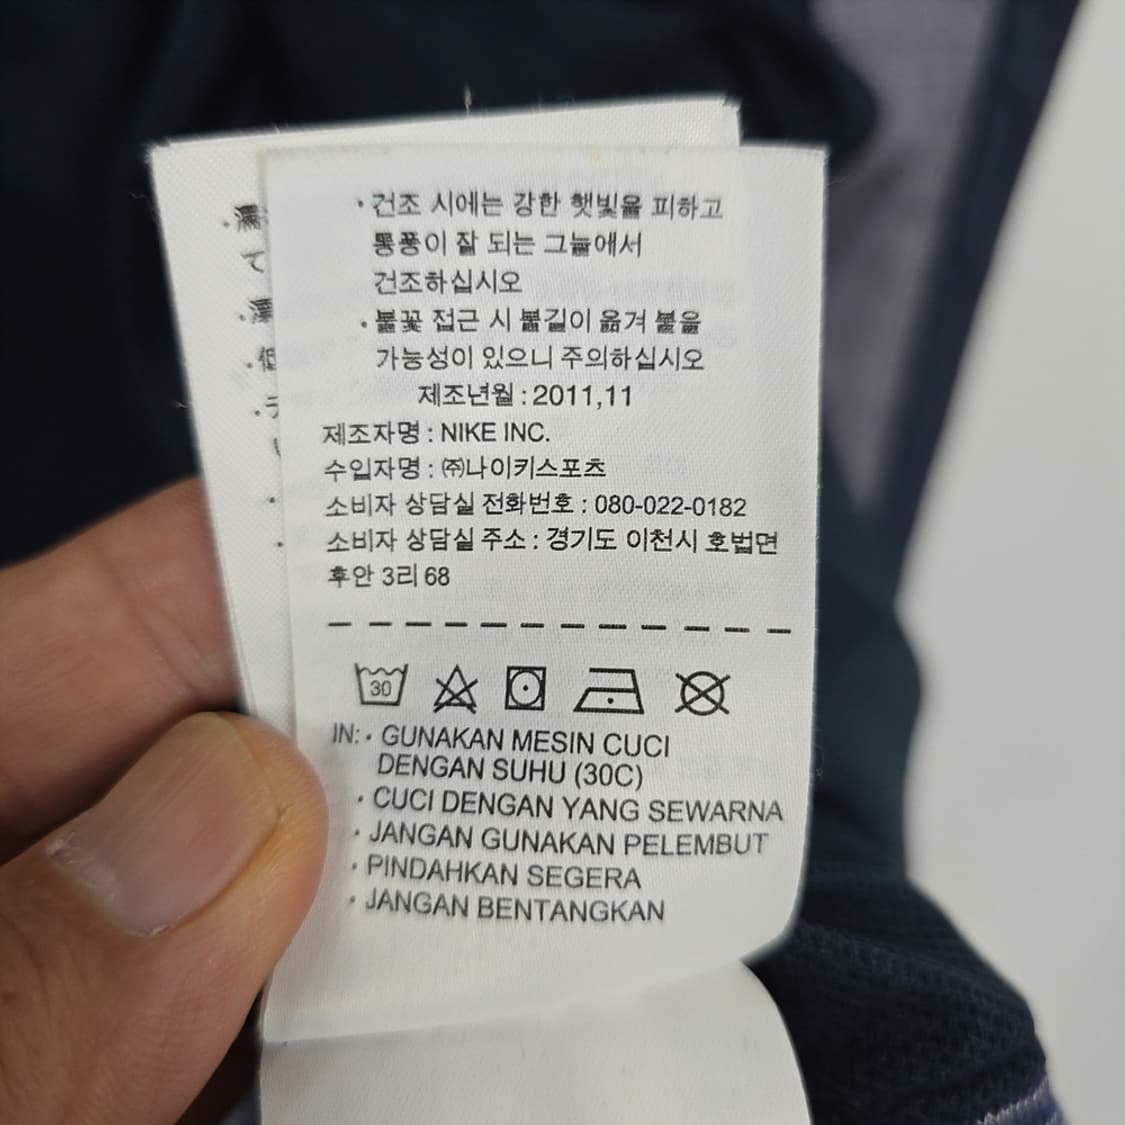 · 건조 시에는 강한 햇빛을 피하고
통풍이 잘 되는 그늘에서
건조하십시오
· 불꽃 접근 시 불길이 옮겨 붙을
가능성이 있으니 주의하십시오
제조년월 : 2011,11
제조자명 : NIKE INC.
수입자명 : ㈜나이키스포츠
소비자 상담실 전화번호 : 080-022-0182
소비자 상담실 주소 : 경기도 이천시 호법면
후안 3리 68
30
IN: · GUNAKAN MESIN CUCI
DENGAN SUHU (30C)
· CUCI DENGAN YANG SEWARNA
· JANGAN GUNAKAN PELEMBUT
· PINDAHKAN SEGERA
· JANGAN BENTANGKAN